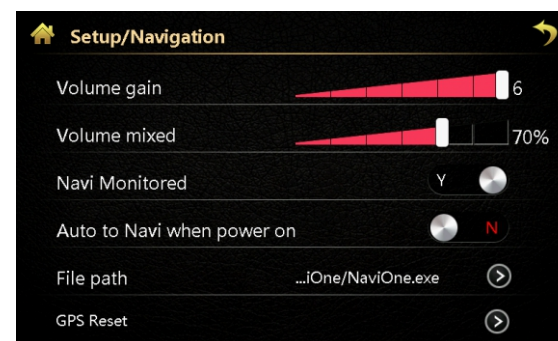 Setup/Navigation
Volume gain 6
Volume mixed 70%
Navi Monitored Y
Auto to Navi when power on N
File path ...iOne/NaviOne.exe
GPS Reset